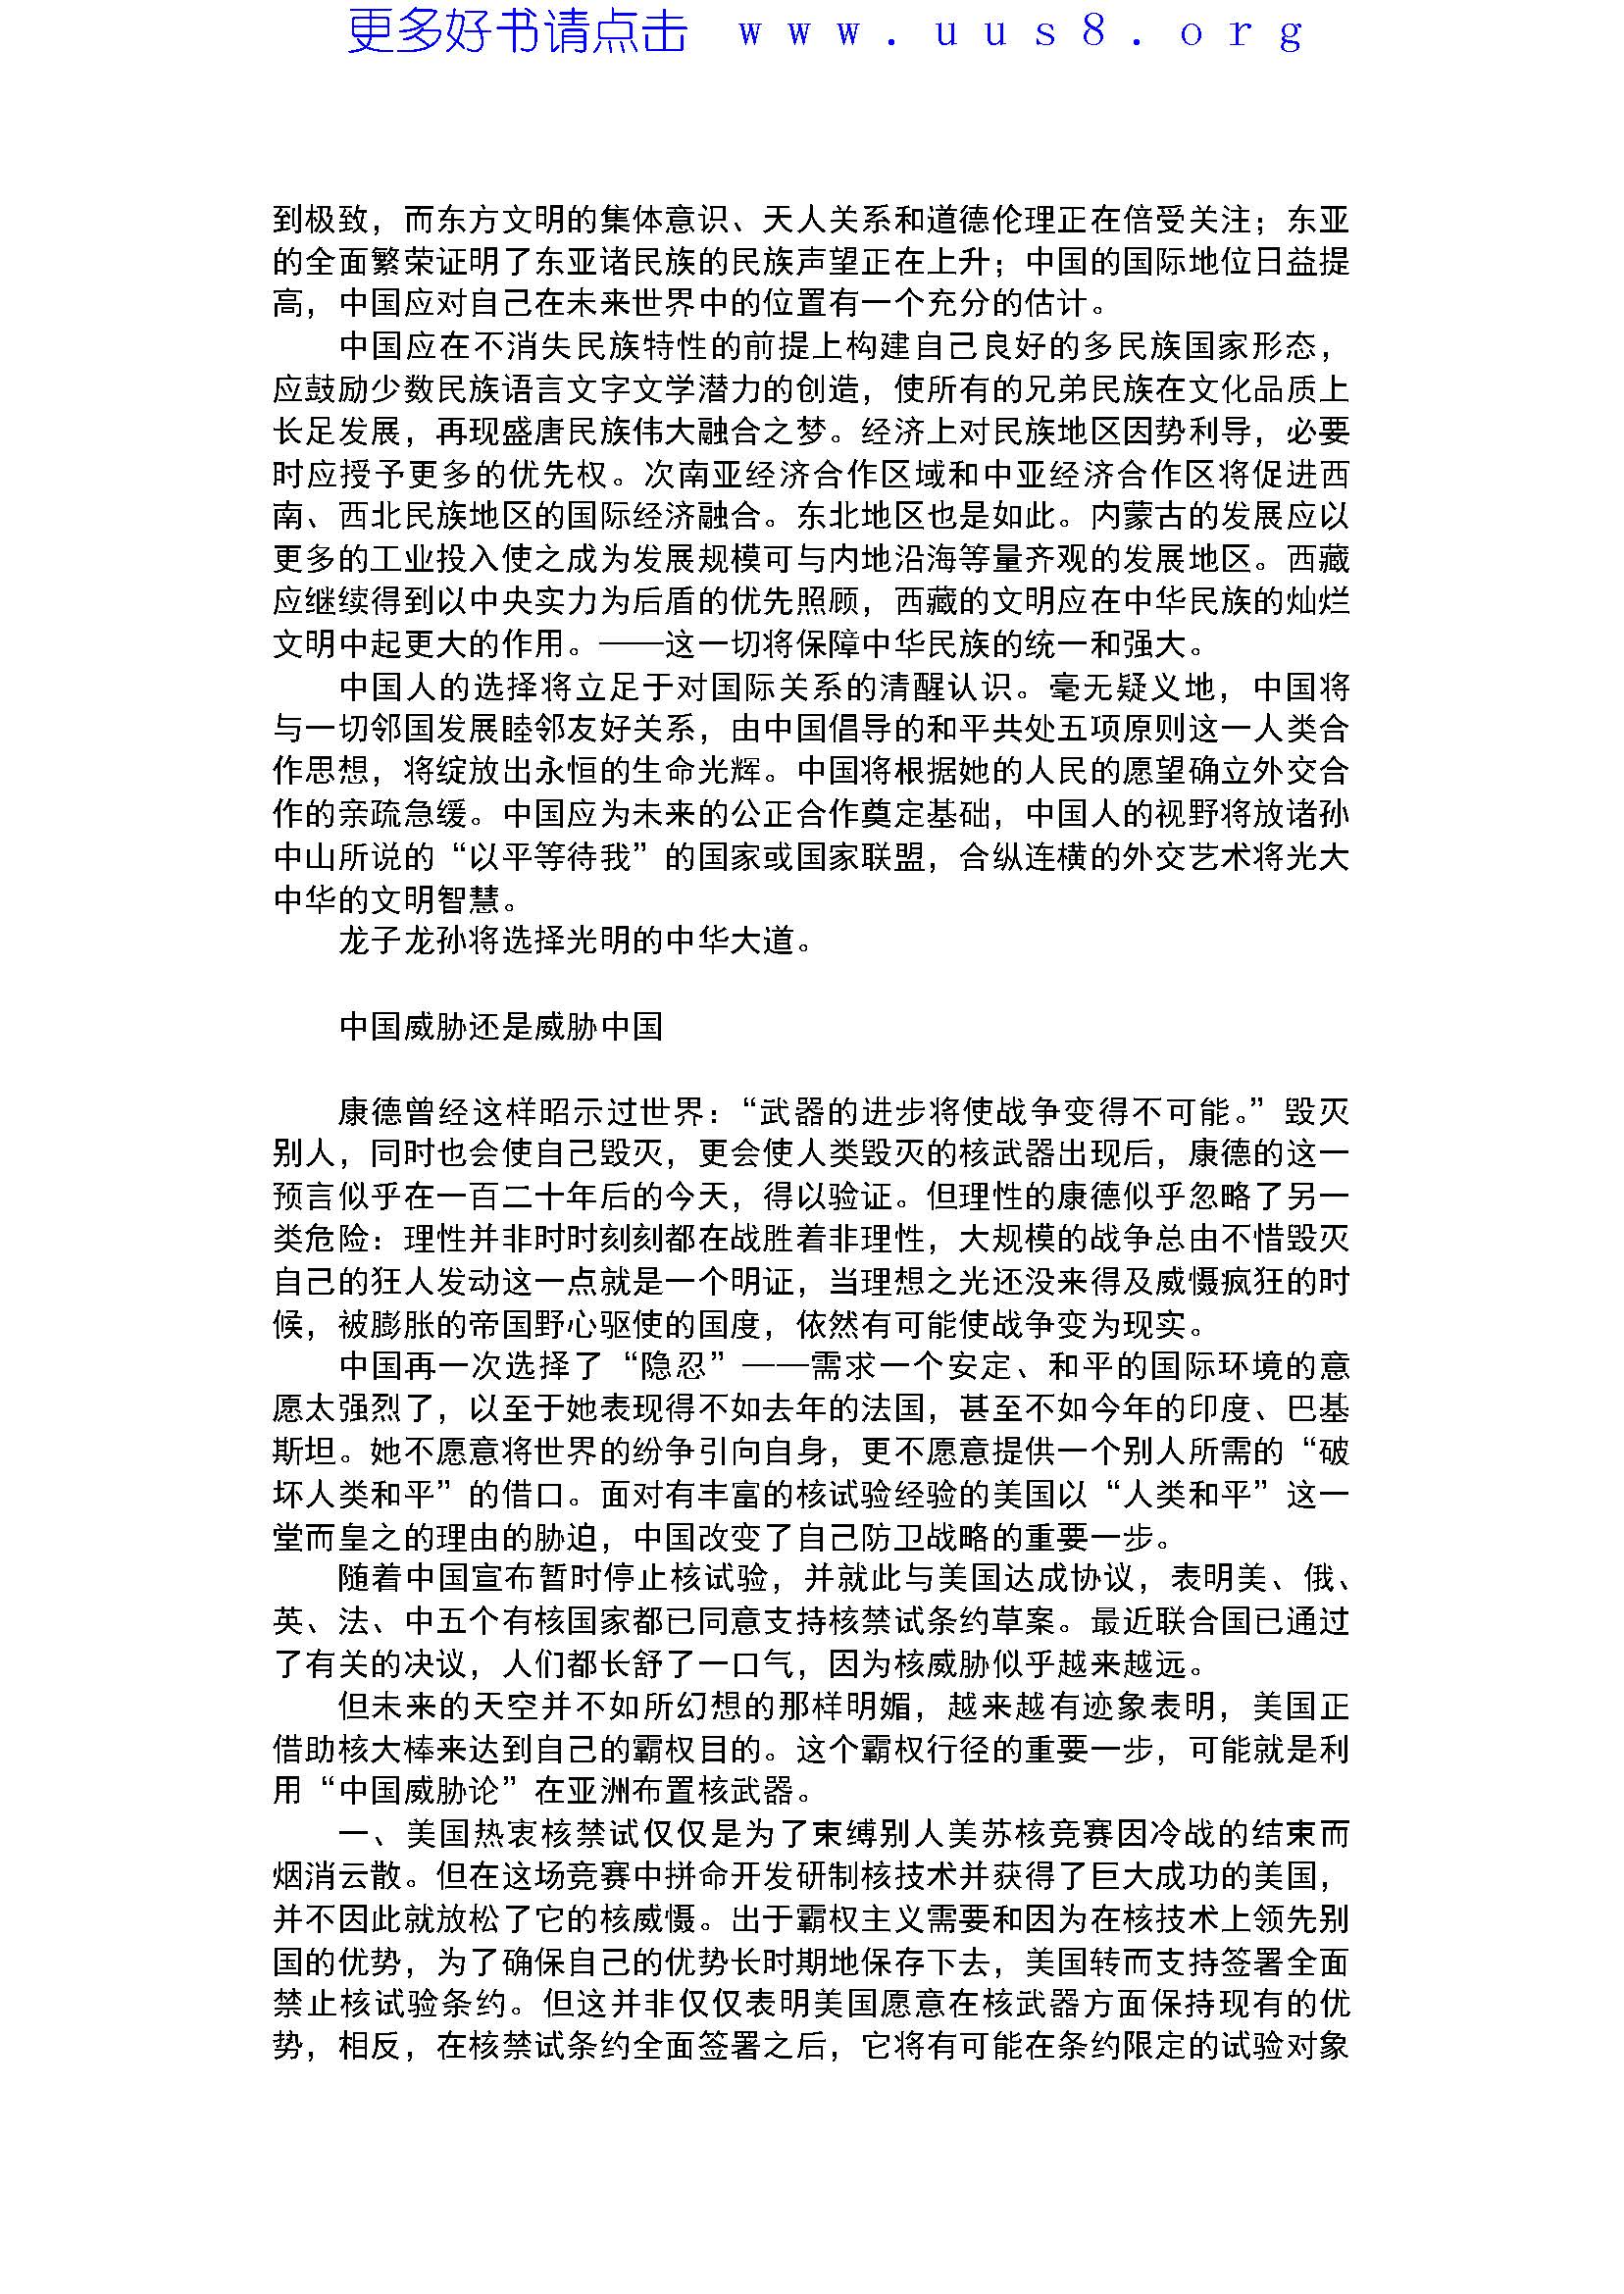 更多好书请点击 www.uus8.org
到极致，而东方文明的集体意识、天人关系和道德伦理正在倍受关注；东亚
的全面繁荣证明了东亚诸民族的民族声望正在上升；中国的国际地位日益提
高，中国应对自己在未来世界中的位置有一个充分的估计。
中国应在不消失民族特性的前提上构建自己良好的多民族国家形态，
应鼓励少数民族语言文字文学潜力的创造，使所有的兄弟民族在文化品质上
长足发展，再现盛唐民族伟大融合之梦。经济上对民族地区因势利导，必要
时应授予更多的优先权。次南亚经济合作区域和中亚经济合作区将促进西
南、西北民族地区的国际经济融合。东北地区也是如此。内蒙古的发展应以
更多的工业投入使之成为发展规模可与内地沿海等量齐观的发展地区。西藏
应继续得到以中央实力为后盾的优先照顾，西藏的文明应在中华民族的灿烂
文明中起更大的作用。——这一切将保障中华民族的统一和强大。
中国人的选择将立足于对国际关系的清醒认识。毫无疑义地，中国将
与一切邻国发展睦邻友好关系，由中国倡导的和平共处五项原则这一人类合
作思想，将绽放出永恒的生命光辉。中国将根据她的人民的愿望确立外交合
作的亲疏急缓。中国应为未来的公正合作奠定基础，中国人的视野将放诸孙
中山所说的“以平等待我”的国家或国家联盟，合纵连横的外交艺术将光大
中华的文明智慧。
龙子龙孙将选择光明的中华大道。
中国威胁还是威胁中国
康德曾经这样昭示过世界：“武器的进步将使战争变得不可能。”毁灭
别人，同时也会使自己毁灭，更会使人类毁灭的核武器出现后，康德的这一
预言似乎在一百二十年后的今天，得以验证。但理性的康德似乎忽略了另一
类危险：理性并非时时刻刻都在战胜着非理性，大规模的战争总由不惜毁灭
自己的狂人发动这一点就是一个明证，当理想之光还没来得及威慑疯狂的时
候，被膨胀的帝国野心驱使的国度，依然有可能使战争变为现实。
中国再一次选择了“隐忍”——需求一个安定、和平的国际环境的意
愿太强烈了，以至于她表现得不如去年的法国，甚至不如今年的印度、巴基
斯坦。她不愿意将世界的纷争引向自身，更不愿意提供一个别人所需的“破
坏人类和平”的借口。面对有丰富的核试验经验的美国以“人类和平”这一
堂而皇之的理由的胁迫，中国改变了自己防卫战略的重要一步。
随着中国宣布暂时停止核试验，并就此与美国达成协议，表明美、俄、
英、法、中五个有核国家都已同意支持核禁试条约草案。最近联合国已通过
了有关的决议，人们都长舒了一口气，因为核威胁似乎越来越远。
但未来的天空并不如所幻想的那样明媚，越来越有迹象表明，美国正
借助核大棒来达到自己的霸权目的。这个霸权行径的重要一步，可能就是利
用“中国威胁论”在亚洲布置核武器。
一、美国热衷核禁试仅仅是为了束缚别人美苏核竞赛因冷战的结束而
烟消云散。但在这场竞赛中拼命开发研制核技术并获得了巨大成功的美国，
并不因此就放松了它的核威慑。出于霸权主义需要和因为在核技术上领先别
国的优势，为了确保自己的优势长时期地保存下去，美国转而支持签署全面
禁止核试验条约。但这并非仅仅表明美国愿意在核武器方面保持现有的优
势，相反，在核禁试条约全面签署之后，它将有可能在条约限定的试验对象